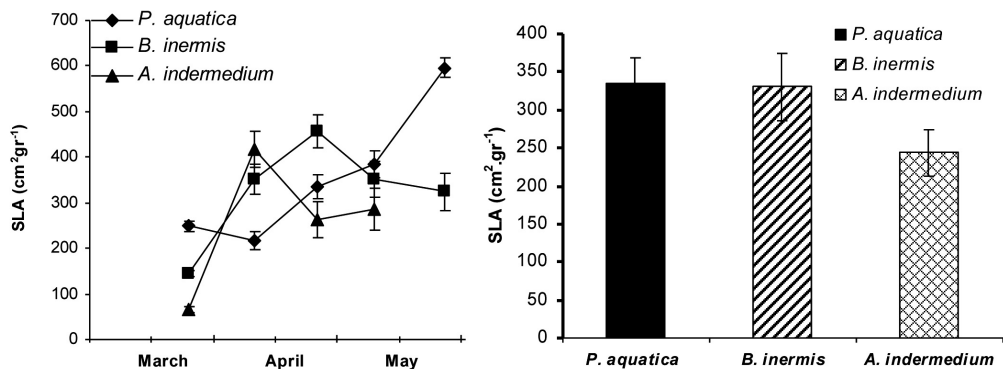 700
600
500
400
300
200
100
0
SLA (cm²gr⁻¹)
P. aquatica
B. inermis
A. indermedium
March April May
400
350
300
250
200
150
100
50
0
SLA (cm².gr⁻¹)
P. aquatica
B. inermis
A. indermedium
P. aquatica B. inermis A. indermedium